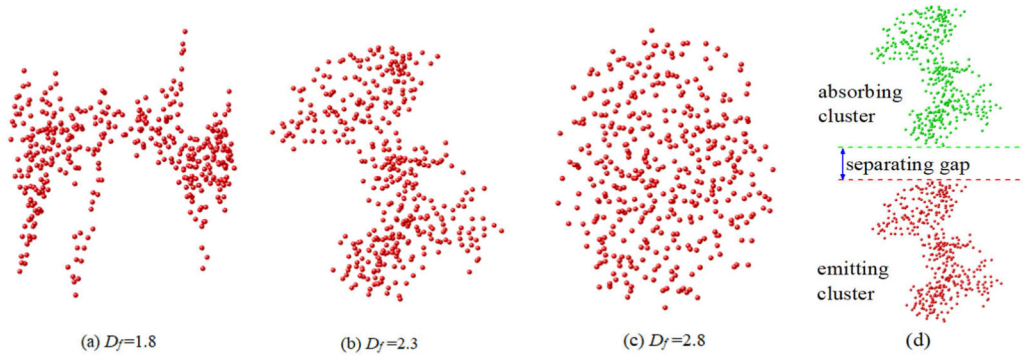 absorbing
cluster
separating gap
emitting
cluster
(a) Df=1.8
(b) Df=2.3
(c) Df=2.8
(d)